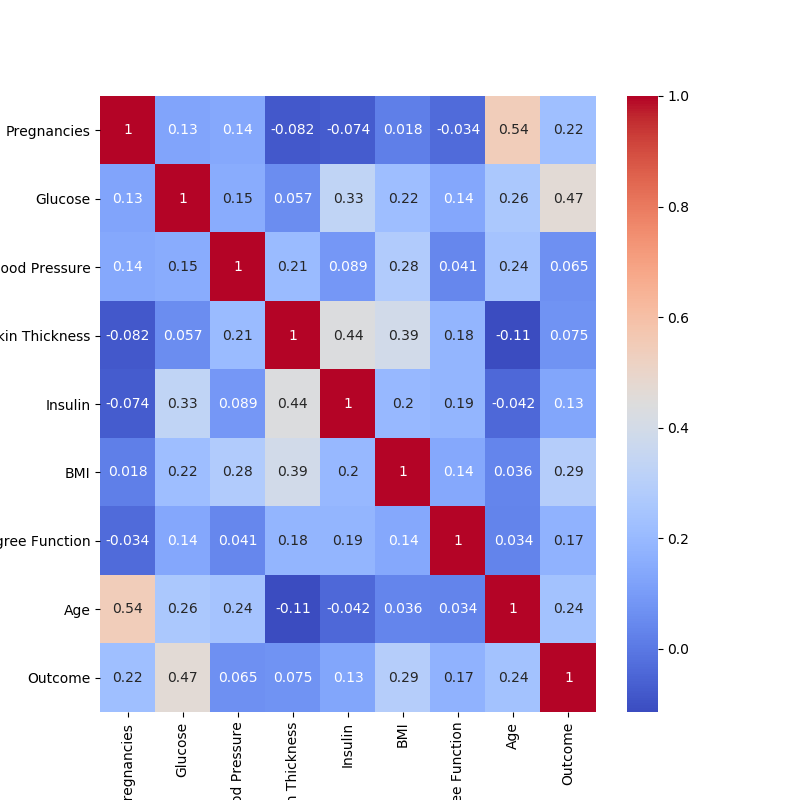 1.0
Pregnancies 1 0.13 0.14 -0.082 -0.074 0.018 -0.034 0.54 0.22
0.8
Glucose 0.13 1 0.15 0.057 0.33 0.22 0.14 0.26 0.47
ood Pressure 0.14 0.15 1 0.21 0.089 0.28 0.041 0.24 0.065
0.6
kin Thickness -0.082 0.057 0.21 1 0.44 0.39 0.18 -0.11 0.075
Insulin -0.074 0.33 0.089 0.44 1 0.2 0.19 -0.042 0.13
0.4
BMI 0.018 0.22 0.28 0.39 0.2 1 0.14 0.036 0.29
0.2
gree Function -0.034 0.14 0.041 0.18 0.19 0.14 1 0.034 0.17
Age 0.54 0.26 0.24 -0.11 -0.042 0.036 0.034 1 0.24
0.0
Outcome 0.22 0.47 0.065 0.075 0.13 0.29 0.17 0.24 1
regnancies
Glucose
od Pressure
n Thickness
Insulin
BMI
ee Function
Age
Outcome